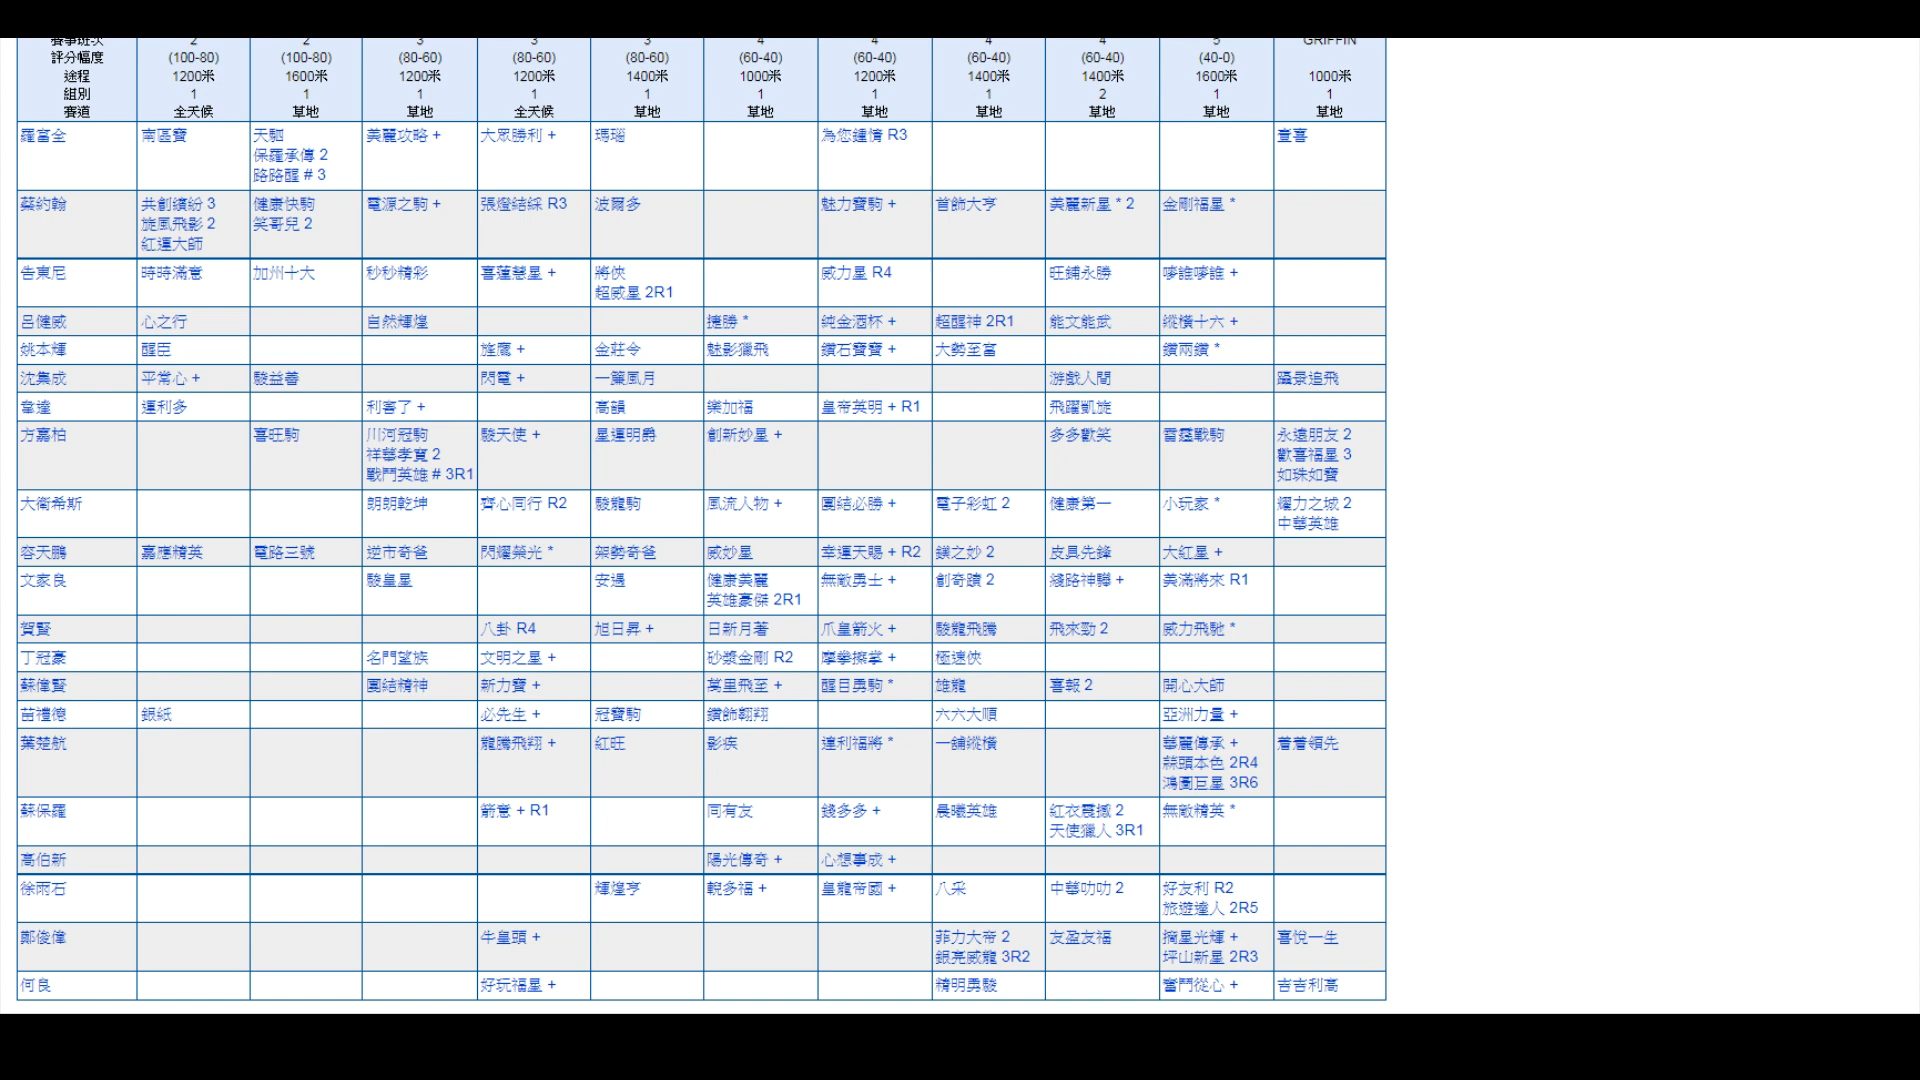 賽事班次 2 2 3 3 3 4 4 4 4 5 GRIFFIN
評分幅度 (100-80) (100-80) (80-60) (80-60) (80-60) (60-40) (60-40) (60-40) (60-40) (40-0)
途程 1200米 1600米 1200米 1200米 1400米 1000米 1200米 1400米 1400米 1600米 1000米
組別 1 1 1 1 1 1 1 1 2 1 1
賽道 全天候 草地 草地 全天候 草地 草地 草地 草地 草地 草地 草地
羅富全 南區寶 天駟 美麗攻略 + 大眾勝利 + 瑪瑙 為您鍾情 R3 壹喜
保羅承傳 2
路路醒 # 3
蔡約翰 共創繽紛 3 健康快駒 電源之駒 + 張燈結綵 R3 波爾多 魅力寶駒 + 首飾大亨 美麗新星 * 2 金剛福星 *
旋風飛影 2 笑哥兒 2
紅運大師
告東尼 時時滿意 加州十大 秒秒精彩 喜蓮慧星 + 將俠 威力星 R4 旺舖永勝 嗲誰嗲誰 +
超威星 2R1
呂健威 心之行 自然輝煌 捷勝 * 純金酒杯 + 超醒神 2R1 能文能武 縱橫十六 +
姚本輝 醒臣 旌鷹 + 金莊令 魅影獵飛 鑽石寶寶 + 大勢至富 鑽兩鑽 *
沈集成 平常心 + 駿益善 閃電 + 一簾風月 游戲人間 躡景追飛
韋達 運利多 利害了 + 高韻 樂加福 皇帝英明 + R1 飛躍凱旋
方嘉柏 喜旺駒 川河冠駒 駿天使 + 星運明爵 創新妙星 + 多多歡笑 雷霆戰駒 永遠朋友 2
祥華孝寬 2 歡喜福星 3
戰鬥英雄 # 3R1 如珠如寶
大衛希斯 朗朗乾坤 齊心同行 R2 駿龍駒 風流人物 + 團結必勝 + 電子彩虹 2 健康第一 小玩家 * 耀力之城 2
中華英雄
容天鵬 嘉應精英 電路三號 逆市奇爸 閃耀榮光 * 架勢奇爸 威妙星 幸運天賜 + R2 鎂之妙 2 皮具先鋒 大紅星 +
文家良 駿皇星 安遇 健康美麗 無敵勇士 + 創奇蹟 2 綫路神驊 + 美滿將來 R1
英雄豪傑 2R1
賀賢 八卦 R4 旭日昇 + 日新月著 爪皇箭火 + 駿龍飛騰 飛來勁 2 威力飛馳 *
丁冠豪 名門望族 文明之星 + 砂漿金剛 R2 摩拳擦掌 + 極速俠
蘇偉賢 團結精神 新力寶 + 萬里飛至 + 醒目勇駒 * 雄龍 喜報 2 開心大師
苗禮德 銀紙 必先生 + 冠寶駒 鑽飾翱翔 六六大順 亞洲力量 +
葉楚航 龍騰飛翔 + 紅旺 影疾 達利福將 * 一舖縱橫 華麗傳承 + 着着領先
蒜頭本色 2R4
鴻圖巨星 3R6
蘇保羅 箭意 + R1 同有友 錢多多 + 晨曦英雄 紅衣震撼 2 無敵精英 *
天使獵人 3R1
高伯新 陽光傳奇 + 心想事成 +
徐雨石 輝煌亨 輗多福 + 皇龍帝國 + 八采 中華叻叻 2 好友利 R2
旅遊達人 2R5
鄭俊偉 牛皇頭 + 菲力大帝 2 友盈友福 摘星光輝 + 喜悅一生
銀亮威龍 3R2 坪山新星 2R3
何良 好玩福星 + 精明勇駿 奮鬥從心 + 吉吉利高